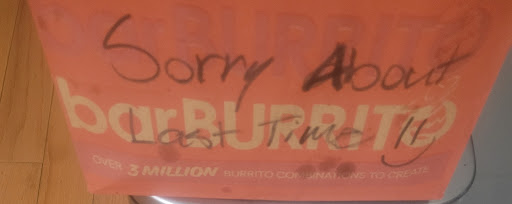 Sorry About
barBURRITO
Last Time
OVER 3 MILLION BURRITO COMBINATIONS TO CREATE